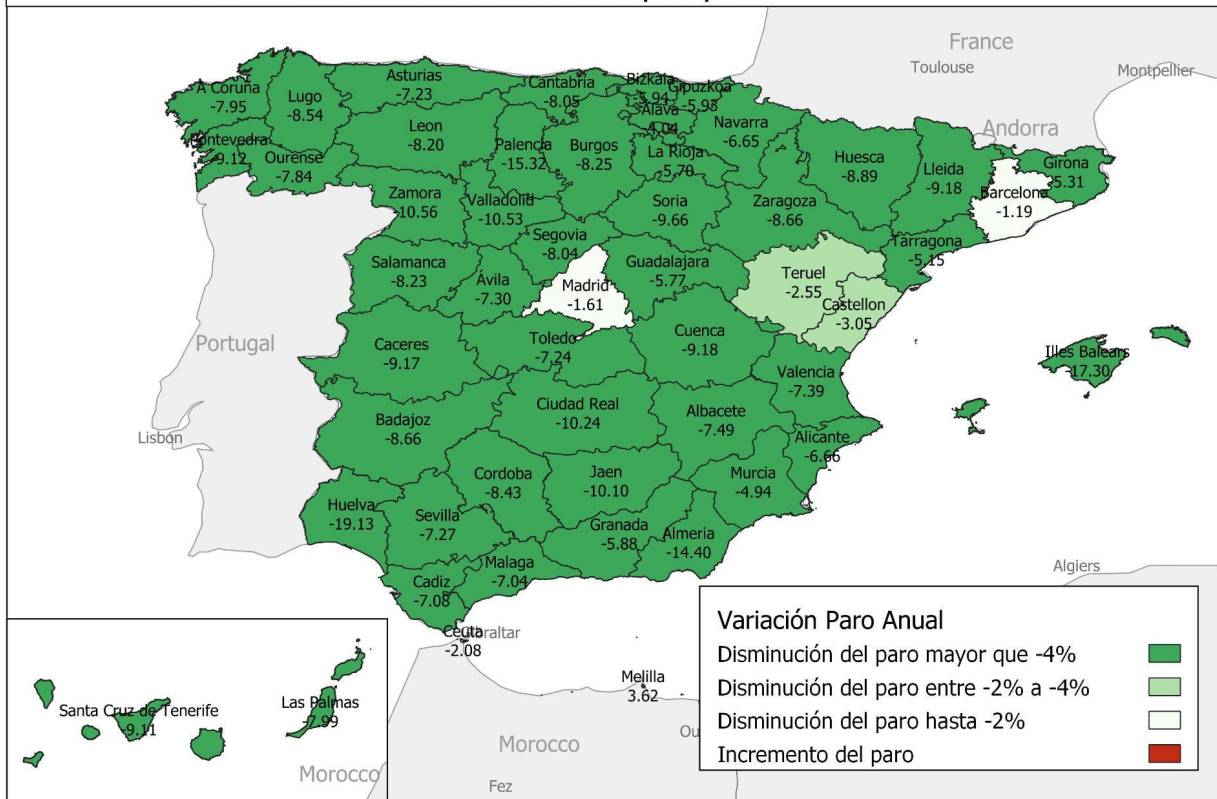 France
Toulouse
Montpellier
Andorra
A Coruña
-7.95
Lugo
-8.54
Asturias
-7.23
Cantabria
-8.05
Bizkaia
-5.94
Gipuzkoa
-5.93
Alava
-4.04
Navarra
-6.65
Pontevedra
-9.12
Ourense
-7.84
Leon
-8.20
Palencia
-15.32
Burgos
-8.25
La Rioja
-5.70
Huesca
-8.89
Lleida
-9.18
Girona
-5.31
Barcelona
-1.19
Zamora
-10.56
Valladolid
-10.53
Soria
-9.66
Zaragoza
-8.66
Tarragona
-5.15
Segovia
-8.04
Salamanca
-8.23
Ávila
-7.30
Madrid
-1.61
Guadalajara
-5.77
Teruel
-2.55
Castellon
-3.05
Portugal
Caceres
-9.17
Toledo
-7.24
Cuenca
-9.18
Valencia
-7.39
Illes Balears
-17.30
Lisbon
Badajoz
-8.66
Ciudad Real
-10.24
Albacete
-7.49
Alicante
-6.66
Cordoba
-8.43
Jaen
-10.10
Murcia
-4.94
Huelva
-19.13
Sevilla
-7.27
Granada
-5.88
Almeria
-14.40
Malaga
-7.04
Cadiz
-7.08
Algiers
Ceuta
-2.08
Melilla
3.62
Santa Cruz de Tenerife
-9.11
Las Palmas
-7.99
Morocco
Morocco
Fez
Variación Paro Anual
Disminución del paro mayor que -4%
Disminución del paro entre -2% a -4%
Disminución del paro hasta -2%
Incremento del paro